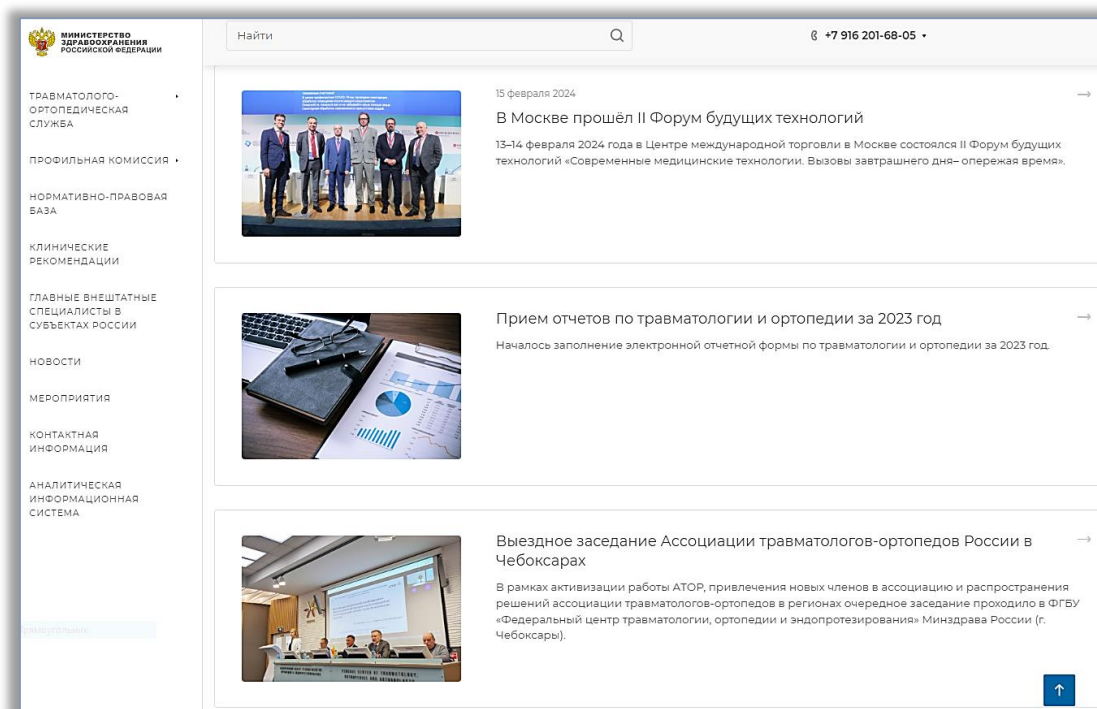 МИНИСТЕРСТВО
ЗДРАВООХРАНЕНИЯ
РОССИЙСКОЙ ФЕДЕРАЦИИ
Найти
+7 916 201-68-05
ТРАВМАТОЛОГО-
ОРТОПЕДИЧЕСКАЯ
СЛУЖБА
ПРОФИЛЬНАЯ КОМИССИЯ
НОРМАТИВНО-ПРАВОВАЯ
БАЗА
КЛИНИЧЕСКИЕ
РЕКОМЕНДАЦИИ
ГЛАВНЫЕ ВНЕШТАТНЫЕ
СПЕЦИАЛИСТЫ В
СУБЪЕКТАХ РОССИИ
НОВОСТИ
МЕРОПРИЯТИЯ
КОНТАКТНАЯ
ИНФОРМАЦИЯ
АНАЛИТИЧЕСКАЯ
ИНФОРМАЦИОННАЯ
СИСТЕМА
Прямоугольник
15 февраля 2024
В Москве прошёл II Форум будущих технологий
13–14 февраля 2024 года в Центре международной торговли в Москве состоялся II Форум будущих
технологий «Современные медицинские технологии. Вызовы завтрашнего дня– опережая время».
Прием отчетов по травматологии и ортопедии за 2023 год
Началось заполнение электронной отчетной формы по травматологии и ортопедии за 2023 год.
Выездное заседание Ассоциации травматологов-ортопедов России в
Чебоксарах
В рамках активизации работы АТОР, привлечения новых членов в ассоциацию и распространения
решений ассоциации травматологов-ортопедов в регионах очередное заседание проходило в ФГБУ
«Федеральный центр травматологии, ортопедии и эндопротезирования» Минздрава России (г.
Чебоксары).